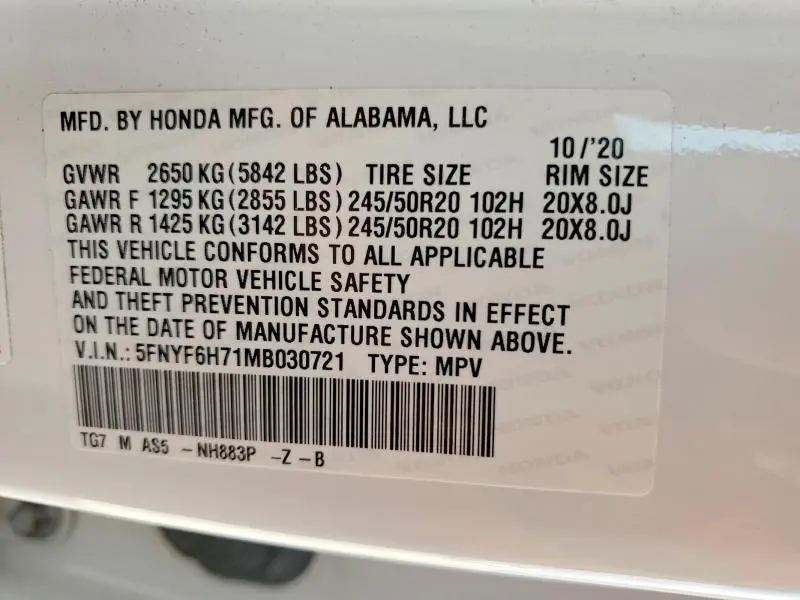 MFD. BY HONDA MFG. OF ALABAMA, LLC
10/'20
GVWR 2650 KG (5842 LBS) TIRE SIZE RIM SIZE
GAWR F 1295 KG (2855 LBS) 245/50R20 102H 20X8.0J
GAWR R 1425 KG (3142 LBS) 245/50R20 102H 20X8.0J
THIS VEHICLE CONFORMS TO ALL APPLICABLE
FEDERAL MOTOR VEHICLE SAFETY
AND THEFT PREVENTION STANDARDS IN EFFECT
ON THE DATE OF MANUFACTURE SHOWN ABOVE.
V.I.N.: 5FNYF6H71MB030721 TYPE: MPV
TG7 M AS5 -NH883P -Z -B